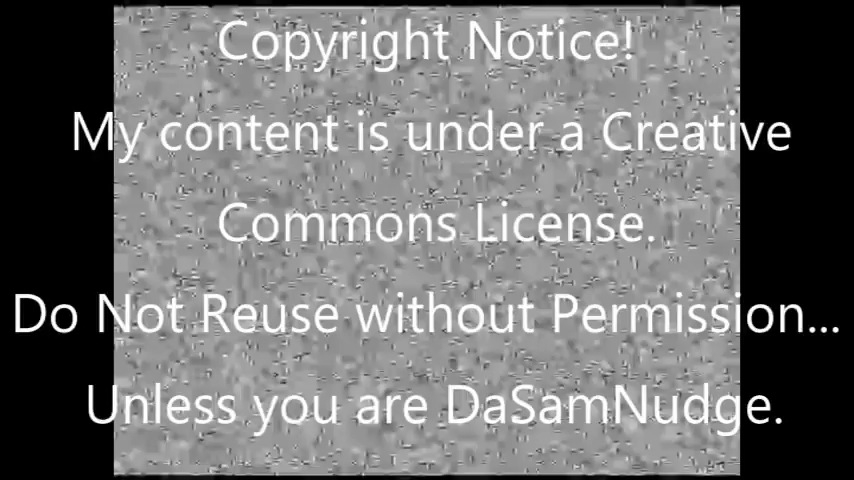 Copyright Notice!
My content is under a Creative
Commons License.
Do Not Reuse without Permission...
Unless you are DaSamNudge.